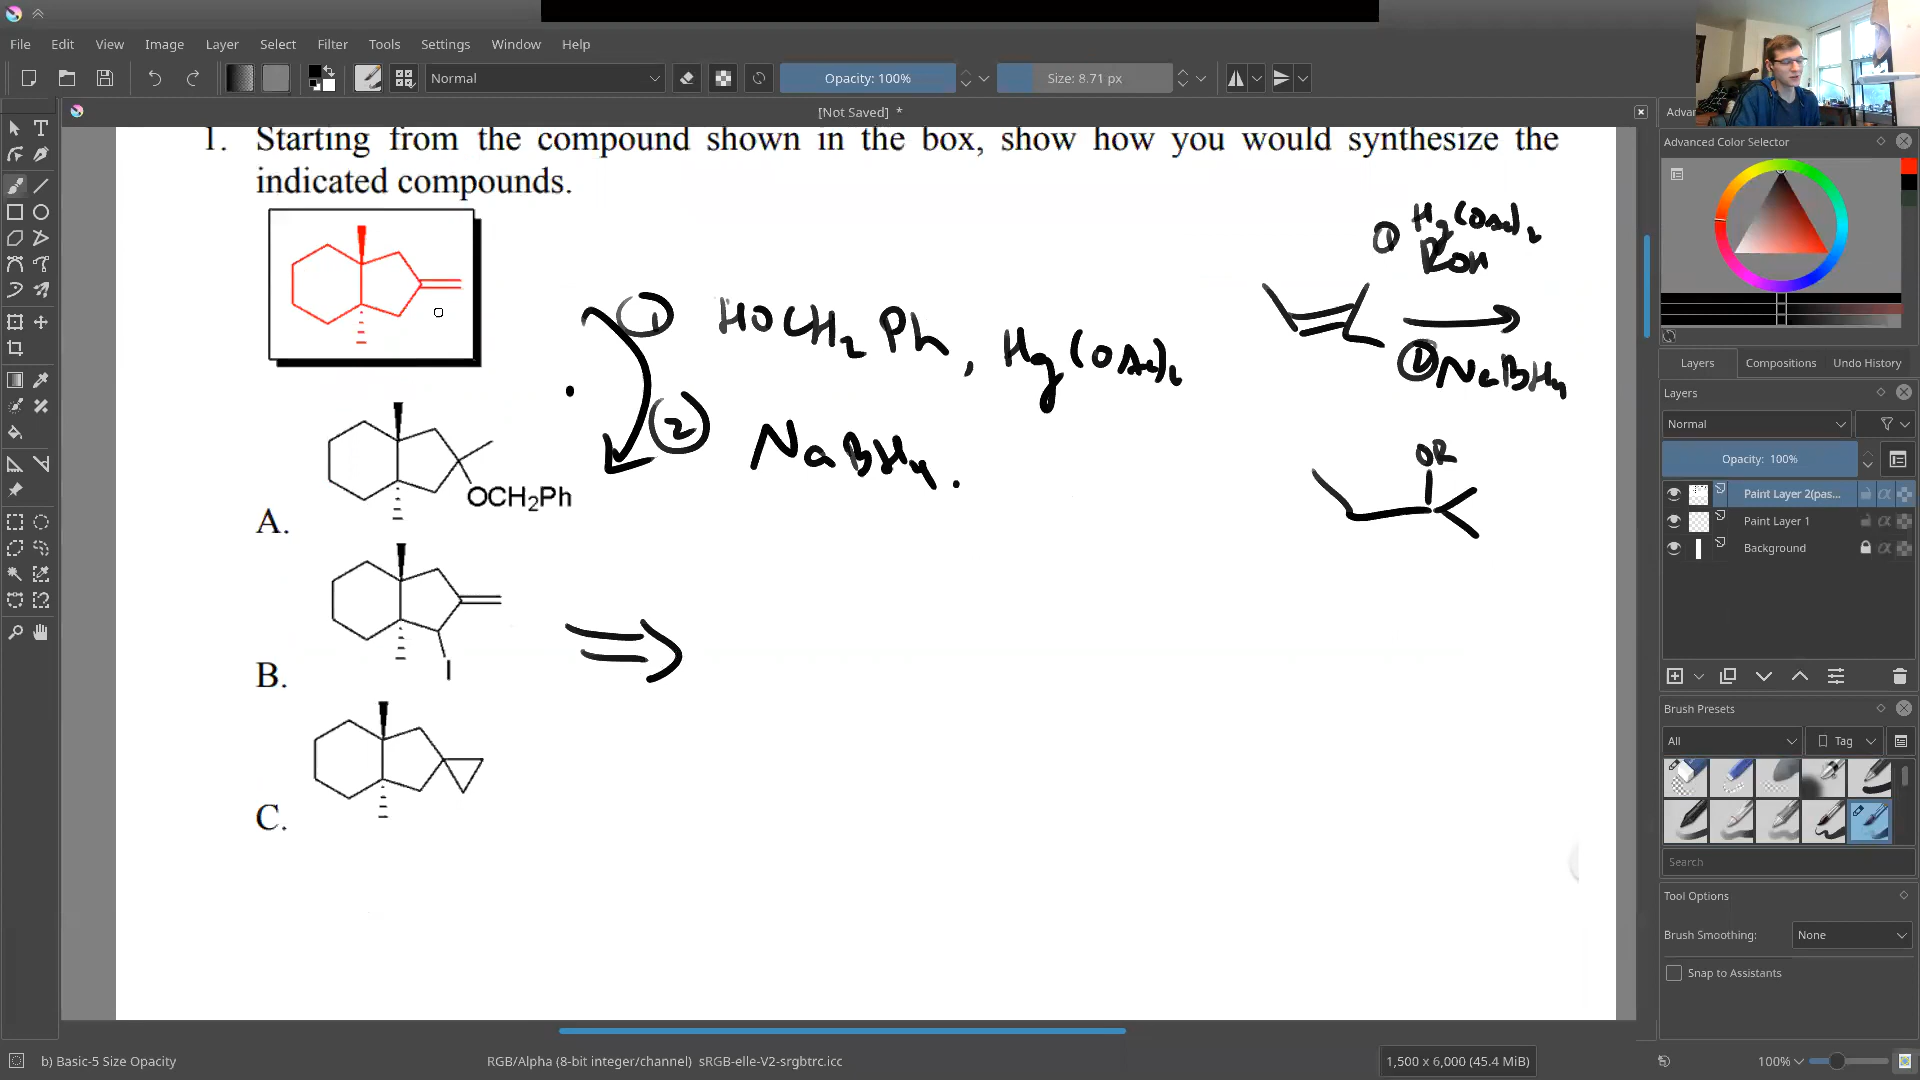 File Edit View Image Layer Select Filter Tools Settings Window Help
Normal
Opacity: 100%
Size: 8.71 px
[Not Saved] *
1. Starting from the compound shown in the box, show how you would synthesize the
indicated compounds.
① Hg(OAc)₂
ROH
② NaBH₄
① HOCH₂Ph, Hg(OAc)₂
② NaBH₄.
OR
OCH₂Ph
A.
I
B.
C.
Advanced Color Selector
Layers Compositions Undo History
Layers
Normal
Opacity: 100%
Paint Layer 2(pas...
Paint Layer 1
Background
Brush Presets
All
Tag
Search
Tool Options
Brush Smoothing: None
Snap to Assistants
b) Basic-5 Size Opacity
RGB/Alpha (8-bit integer/channel) sRGB-elle-V2-srgbtrc.icc
1,500 x 6,000 (45.4 MiB)
100%